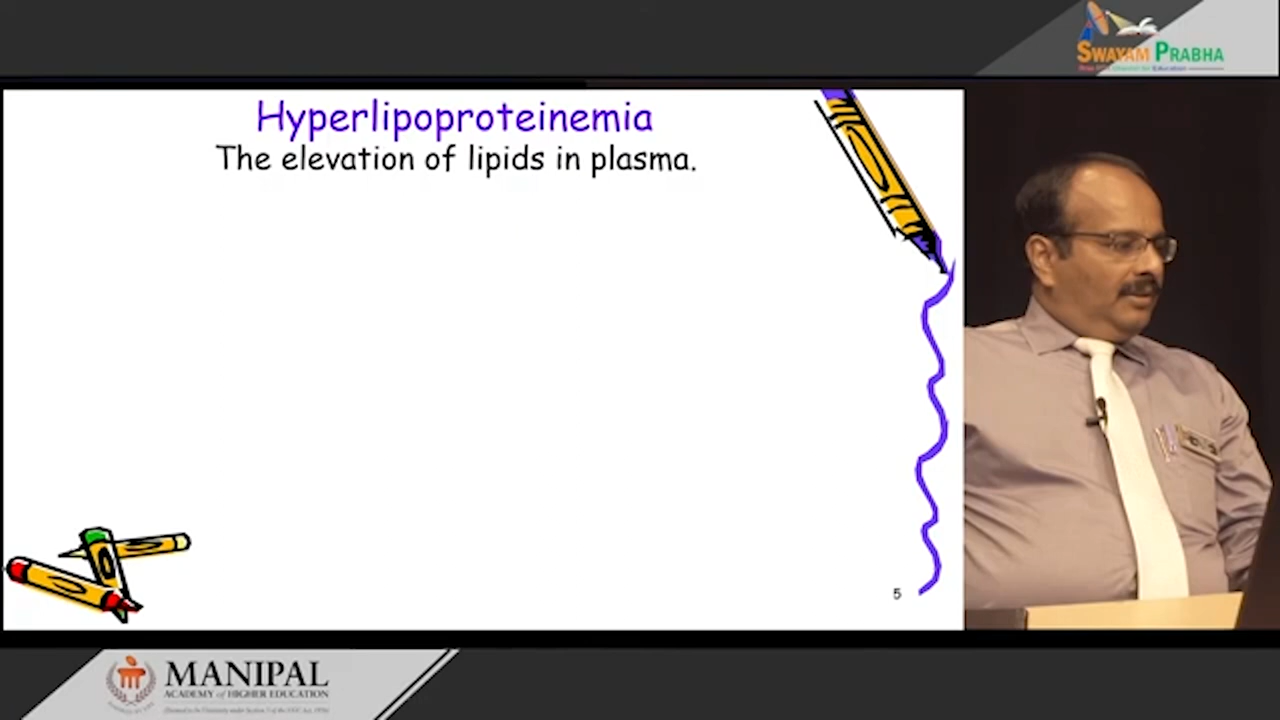 SWAYAM PRABHA
Hyperlipoproteinemia
The elevation of lipids in plasma.
5
MANIPAL
ACADEMY of HIGHER EDUCATION